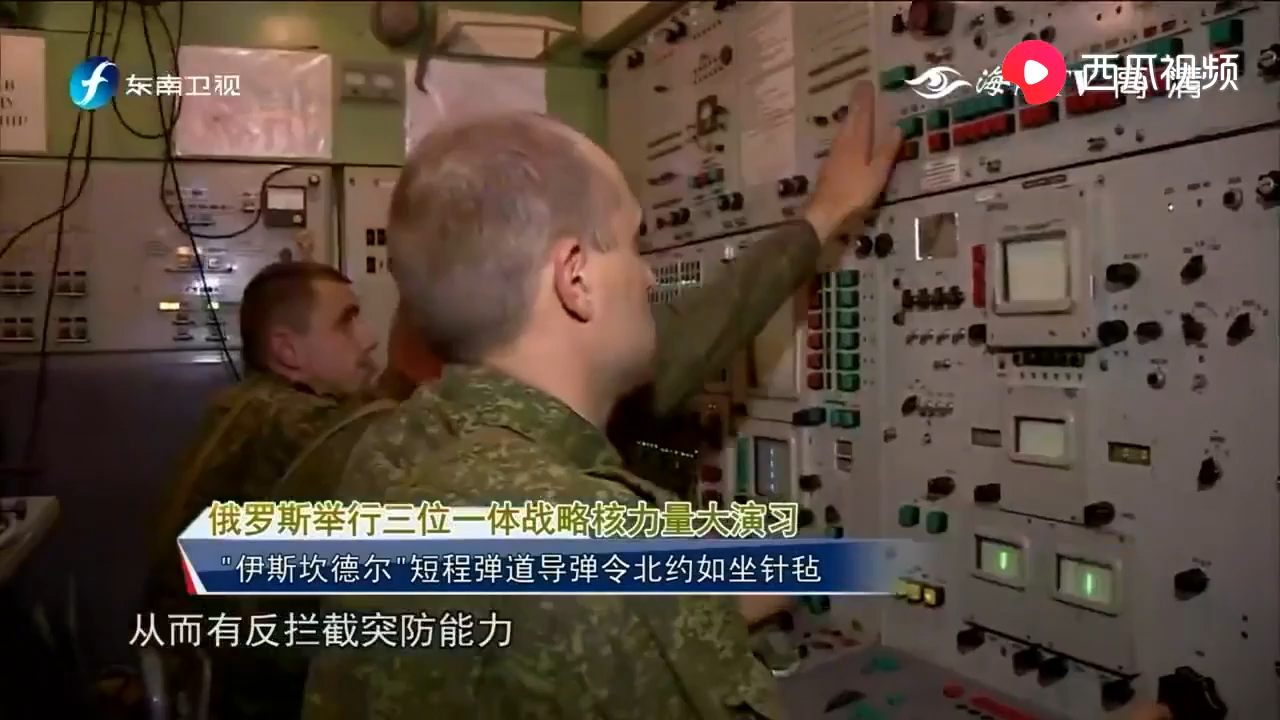 东南卫视
西瓜视频
俄罗斯举行三位一体战略核力量大演习
"伊斯坎德尔"短程弹道导弹令北约如坐针毡
从而有反拦截突防能力